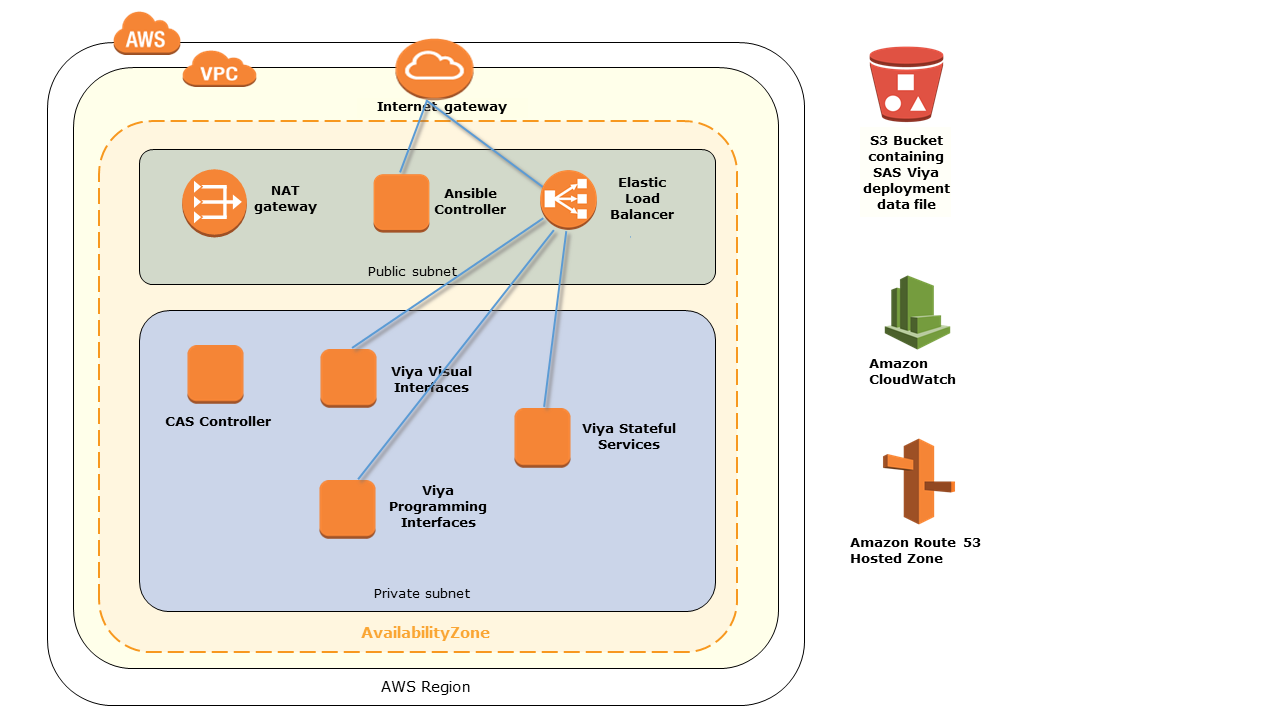 AWS
VPC
Internet gateway
NAT
gateway
Ansible
Controller
Elastic
Load
Balancer
Public subnet
CAS Controller
Viya Visual
Interfaces
Viya Stateful
Services
Viya
Programming
Interfaces
Private subnet
AvailabilityZone
AWS Region
S3 Bucket
containing
SAS Viya
deployment
data file
Amazon
CloudWatch
Amazon Route 53
Hosted Zone